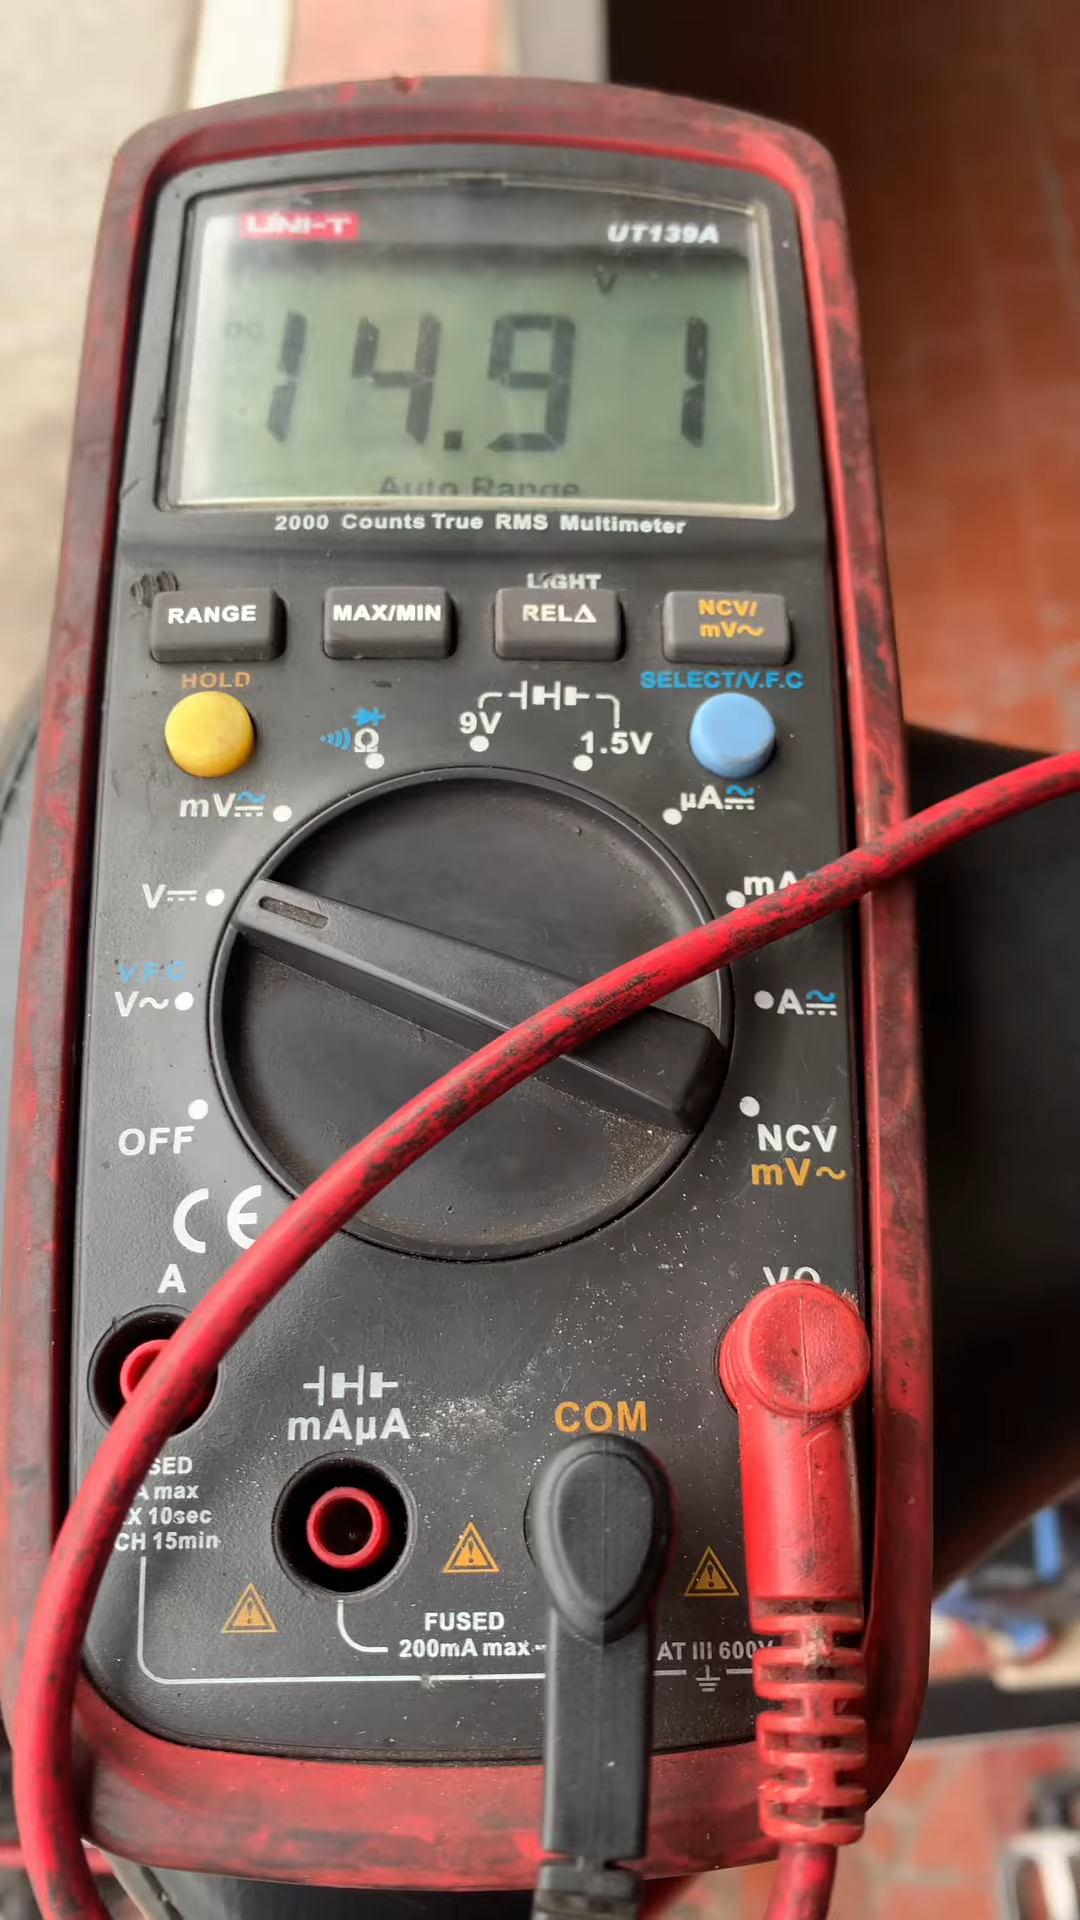 UNI-T UT139A
V
DC
14.91
Auto Range
2000 Counts True RMS Multimeter
LIGHT
RANGE MAX/MIN REL△ NCV/
mV~
HOLD SELECT/V.F.C
9V 1.5V
Ω
mV μA
V mA
V.F.C
V~ A
OFF NCV
mV~
CE
A VΩ
mAμA COM
max
10sec
15min
FUSED
200mA max
AT III 600V